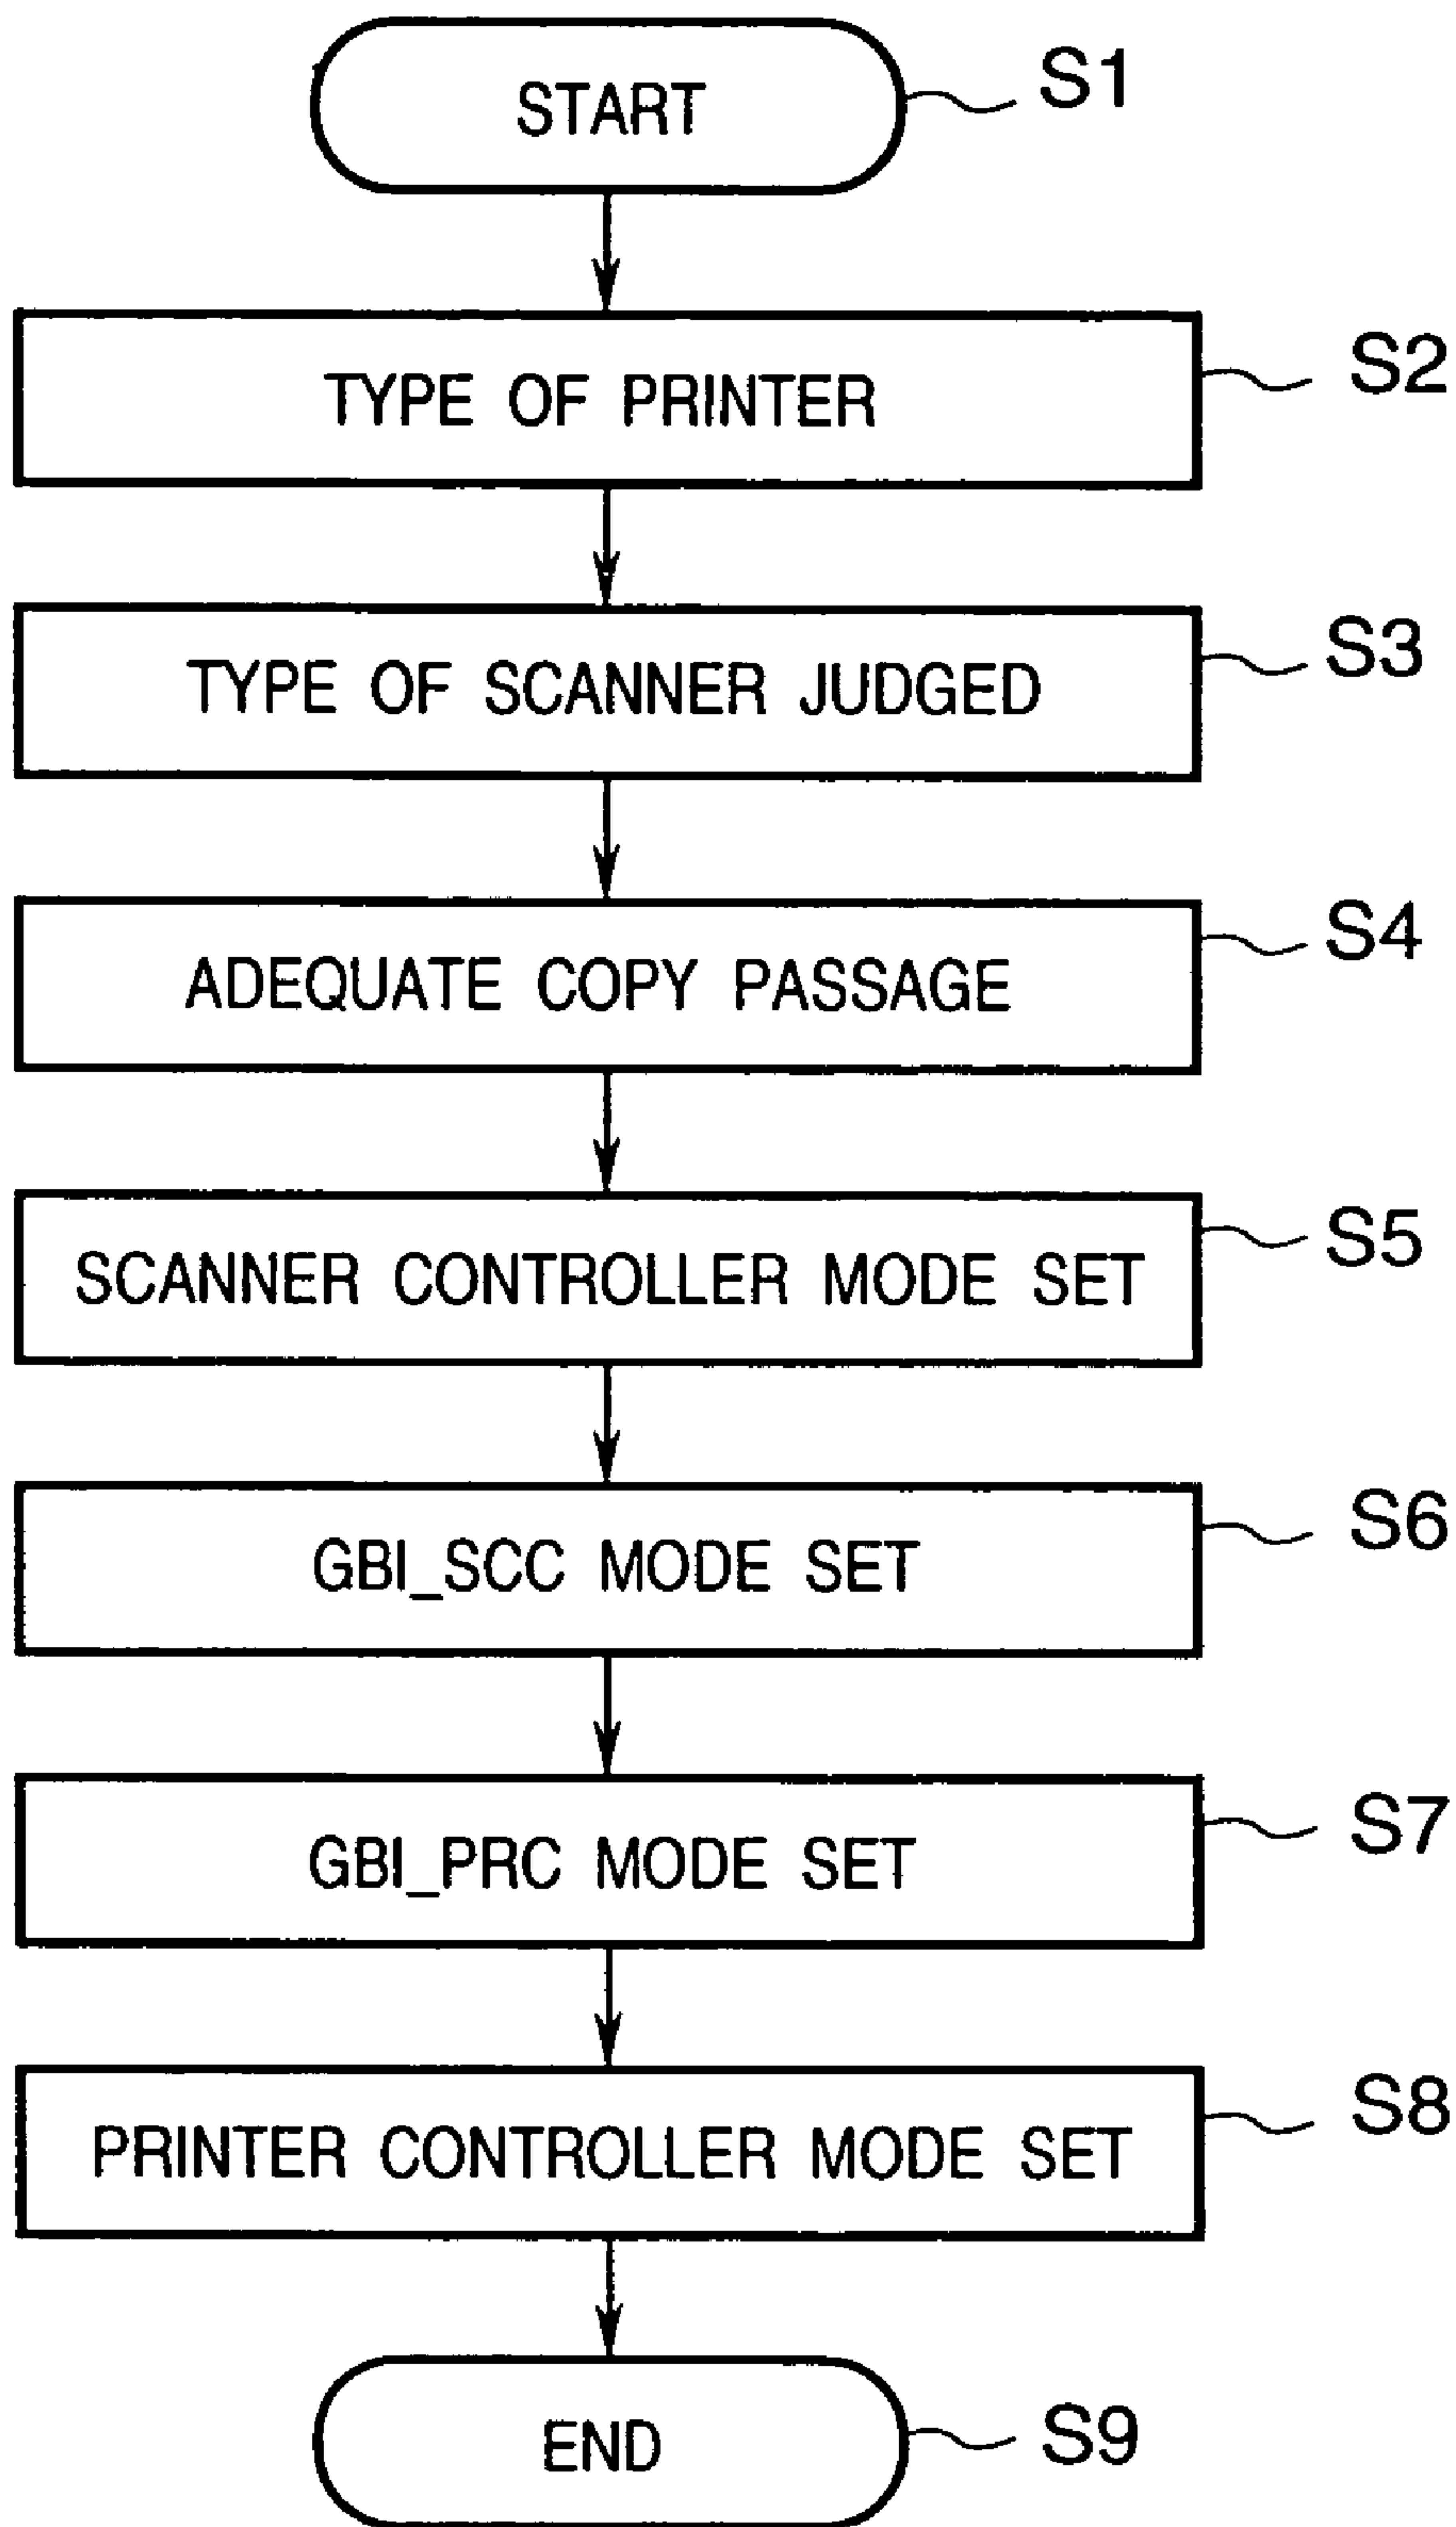 START S1
TYPE OF PRINTER S2
TYPE OF SCANNER JUDGED S3
ADEQUATE COPY PASSAGE S4
SCANNER CONTROLLER MODE SET S5
GBI_SCC MODE SET S6
GBI_PRC MODE SET S7
PRINTER CONTROLLER MODE SET S8
END S9